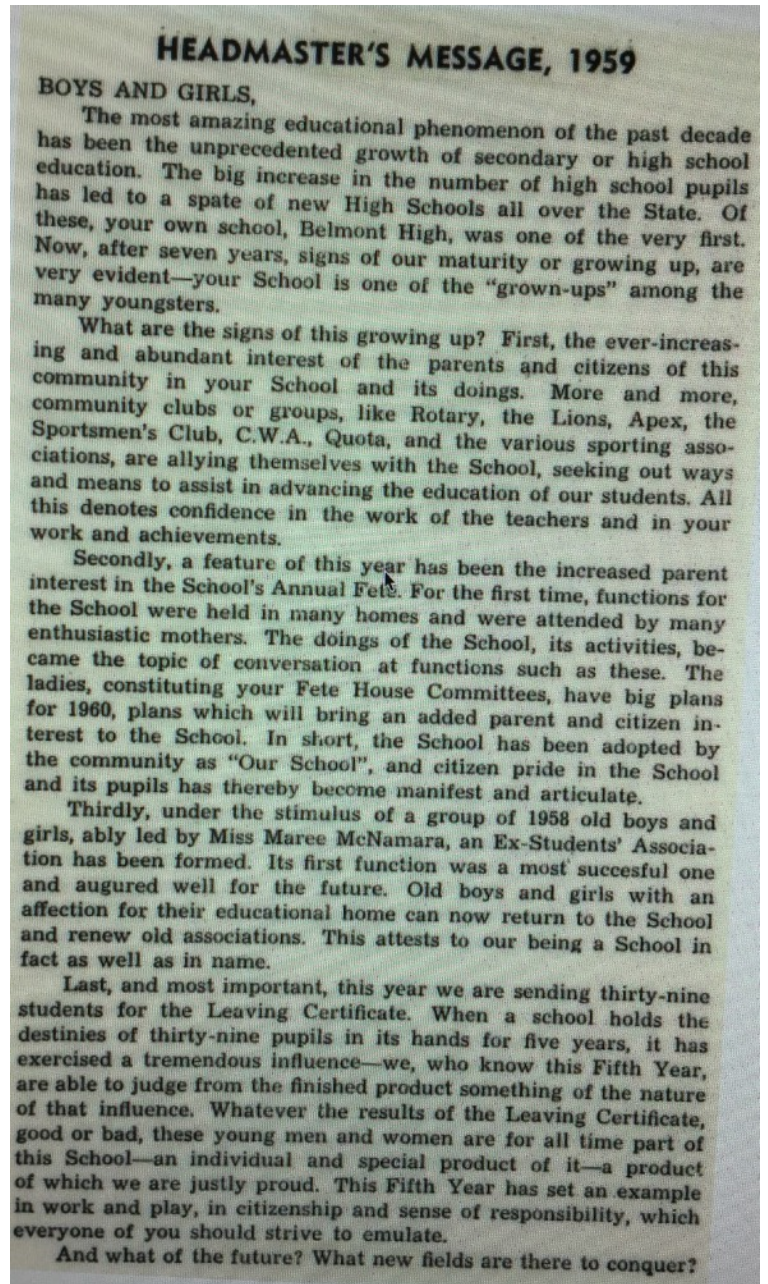 HEADMASTER'S MESSAGE, 1959
BOYS AND GIRLS,
The most amazing educational phenomenon of the past decade
has been the unprecedented growth of secondary or high school
education. The big increase in the number of high school pupils
has led to a spate of new High Schools all over the State. Of
these, your own school, Belmont High, was one of the very first.
Now, after seven years, signs of our maturity or growing up, are
very evident—your School is one of the "grown-ups" among the
many youngsters.
What are the signs of this growing up? First, the ever-increas-
ing and abundant interest of the parents and citizens of this
community in your School and its doings. More and more,
community clubs or groups, like Rotary, the Lions, Apex, the
Sportsmen's Club, C.W.A., Quota, and the various sporting asso-
ciations, are allying themselves with the School, seeking out ways
and means to assist in advancing the education of our students. All
this denotes confidence in the work of the teachers and in your
work and achievements.
Secondly, a feature of this year has been the increased parent
interest in the School's Annual Fete. For the first time, functions for
the School were held in many homes and were attended by many
enthusiastic mothers. The doings of the School, its activities, be-
came the topic of conversation at functions such as these. The
ladies, constituting your Fete House Committees, have big plans
for 1960, plans which will bring an added parent and citizen in-
terest to the School. In short, the School has been adopted by
the community as "Our School", and citizen pride in the School
and its pupils has thereby become manifest and articulate.
Thirdly, under the stimulus of a group of 1958 old boys and
girls, ably led by Miss Maree McNamara, an Ex-Students' Associa-
tion has been formed. Its first function was a most succesful one
and augured well for the future. Old boys and girls with an
affection for their educational home can now return to the School
and renew old associations. This attests to our being a School in
fact as well as in name.
Last, and most important, this year we are sending thirty-nine
students for the Leaving Certificate. When a school holds the
destinies of thirty-nine pupils in its hands for five years, it has
exercised a tremendous influence—we, who know this Fifth Year,
are able to judge from the finished product something of the nature
of that influence. Whatever the results of the Leaving Certificate,
good or bad, these young men and women are for all time part of
this School—an individual and special product of it—a product
of which we are justly proud. This Fifth Year has set an example
in work and play, in citizenship and sense of responsibility, which
everyone of you should strive to emulate.
And what of the future? What new fields are there to conquer?